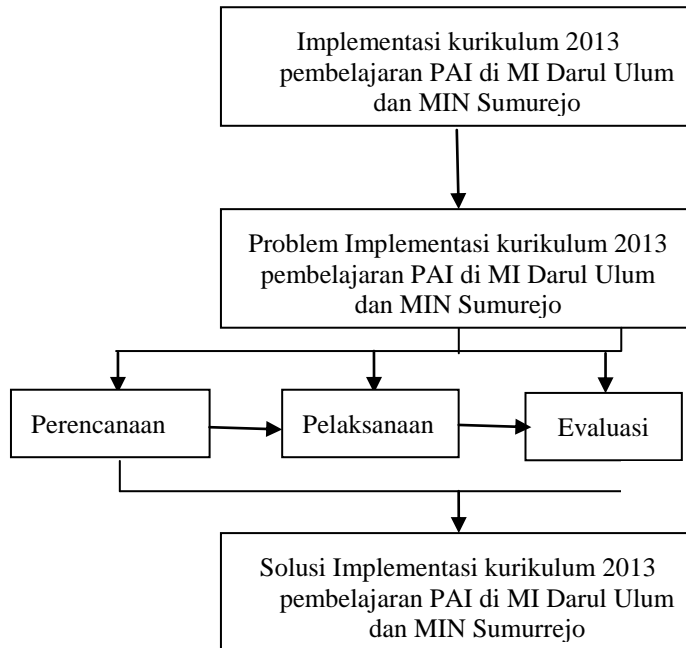 Implementasi kurikulum 2013
pembelajaran PAI di MI Darul Ulum
dan MIN Sumurejo
Problem Implementasi kurikulum 2013
pembelajaran PAI di MI Darul Ulum
dan MIN Sumurejo
Perencanaan
Pelaksanaan
Evaluasi
Solusi Implementasi kurikulum 2013
pembelajaran PAI di MI Darul Ulum
dan MIN Sumurrejo